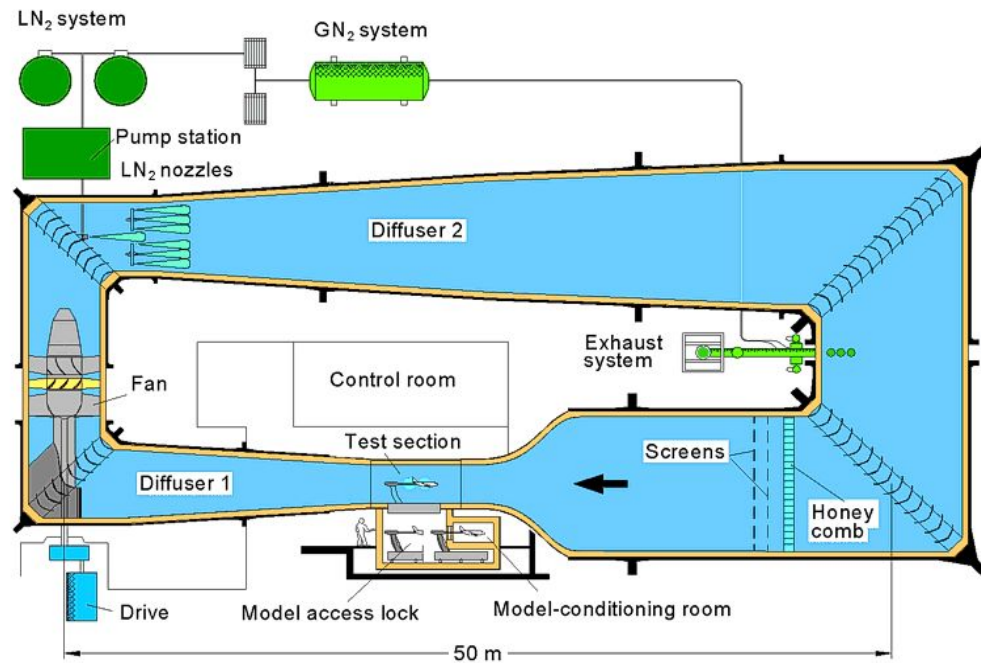 LN₂ system
GN₂ system
Pump station
LN₂ nozzles
Diffuser 2
Exhaust
system
Control room
Fan
Test section
Screens
Diffuser 1
Honey
comb
Model access lock
Model-conditioning room
Drive
50 m